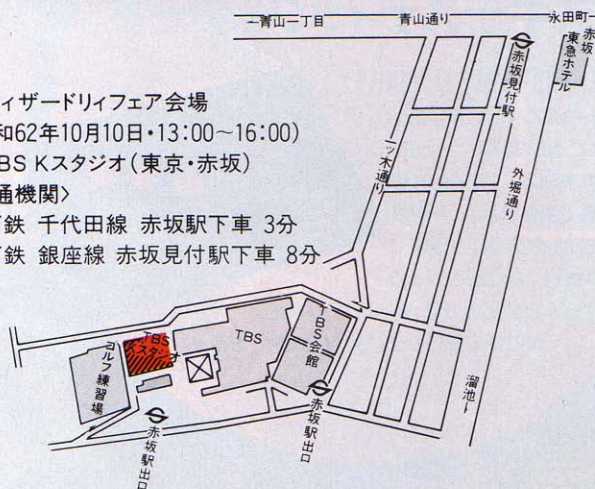 ←青山一丁目
青山通り
永田町→
赤坂
東急ホテル
赤坂見付駅
ィザードリィフェア会場
和62年10月10日・13:00〜16:00)
BS Kスタジオ(東京・赤坂)
通機関〉
鉄 千代田線 赤坂駅下車 3分
鉄 銀座線 赤坂見付駅下車 8分
一ツ木通り
外堀通り
TBS
Kスタジオ
TBS
TBS会館
ゴルフ練習場
溜池→
赤坂駅出口
赤坂駅出口